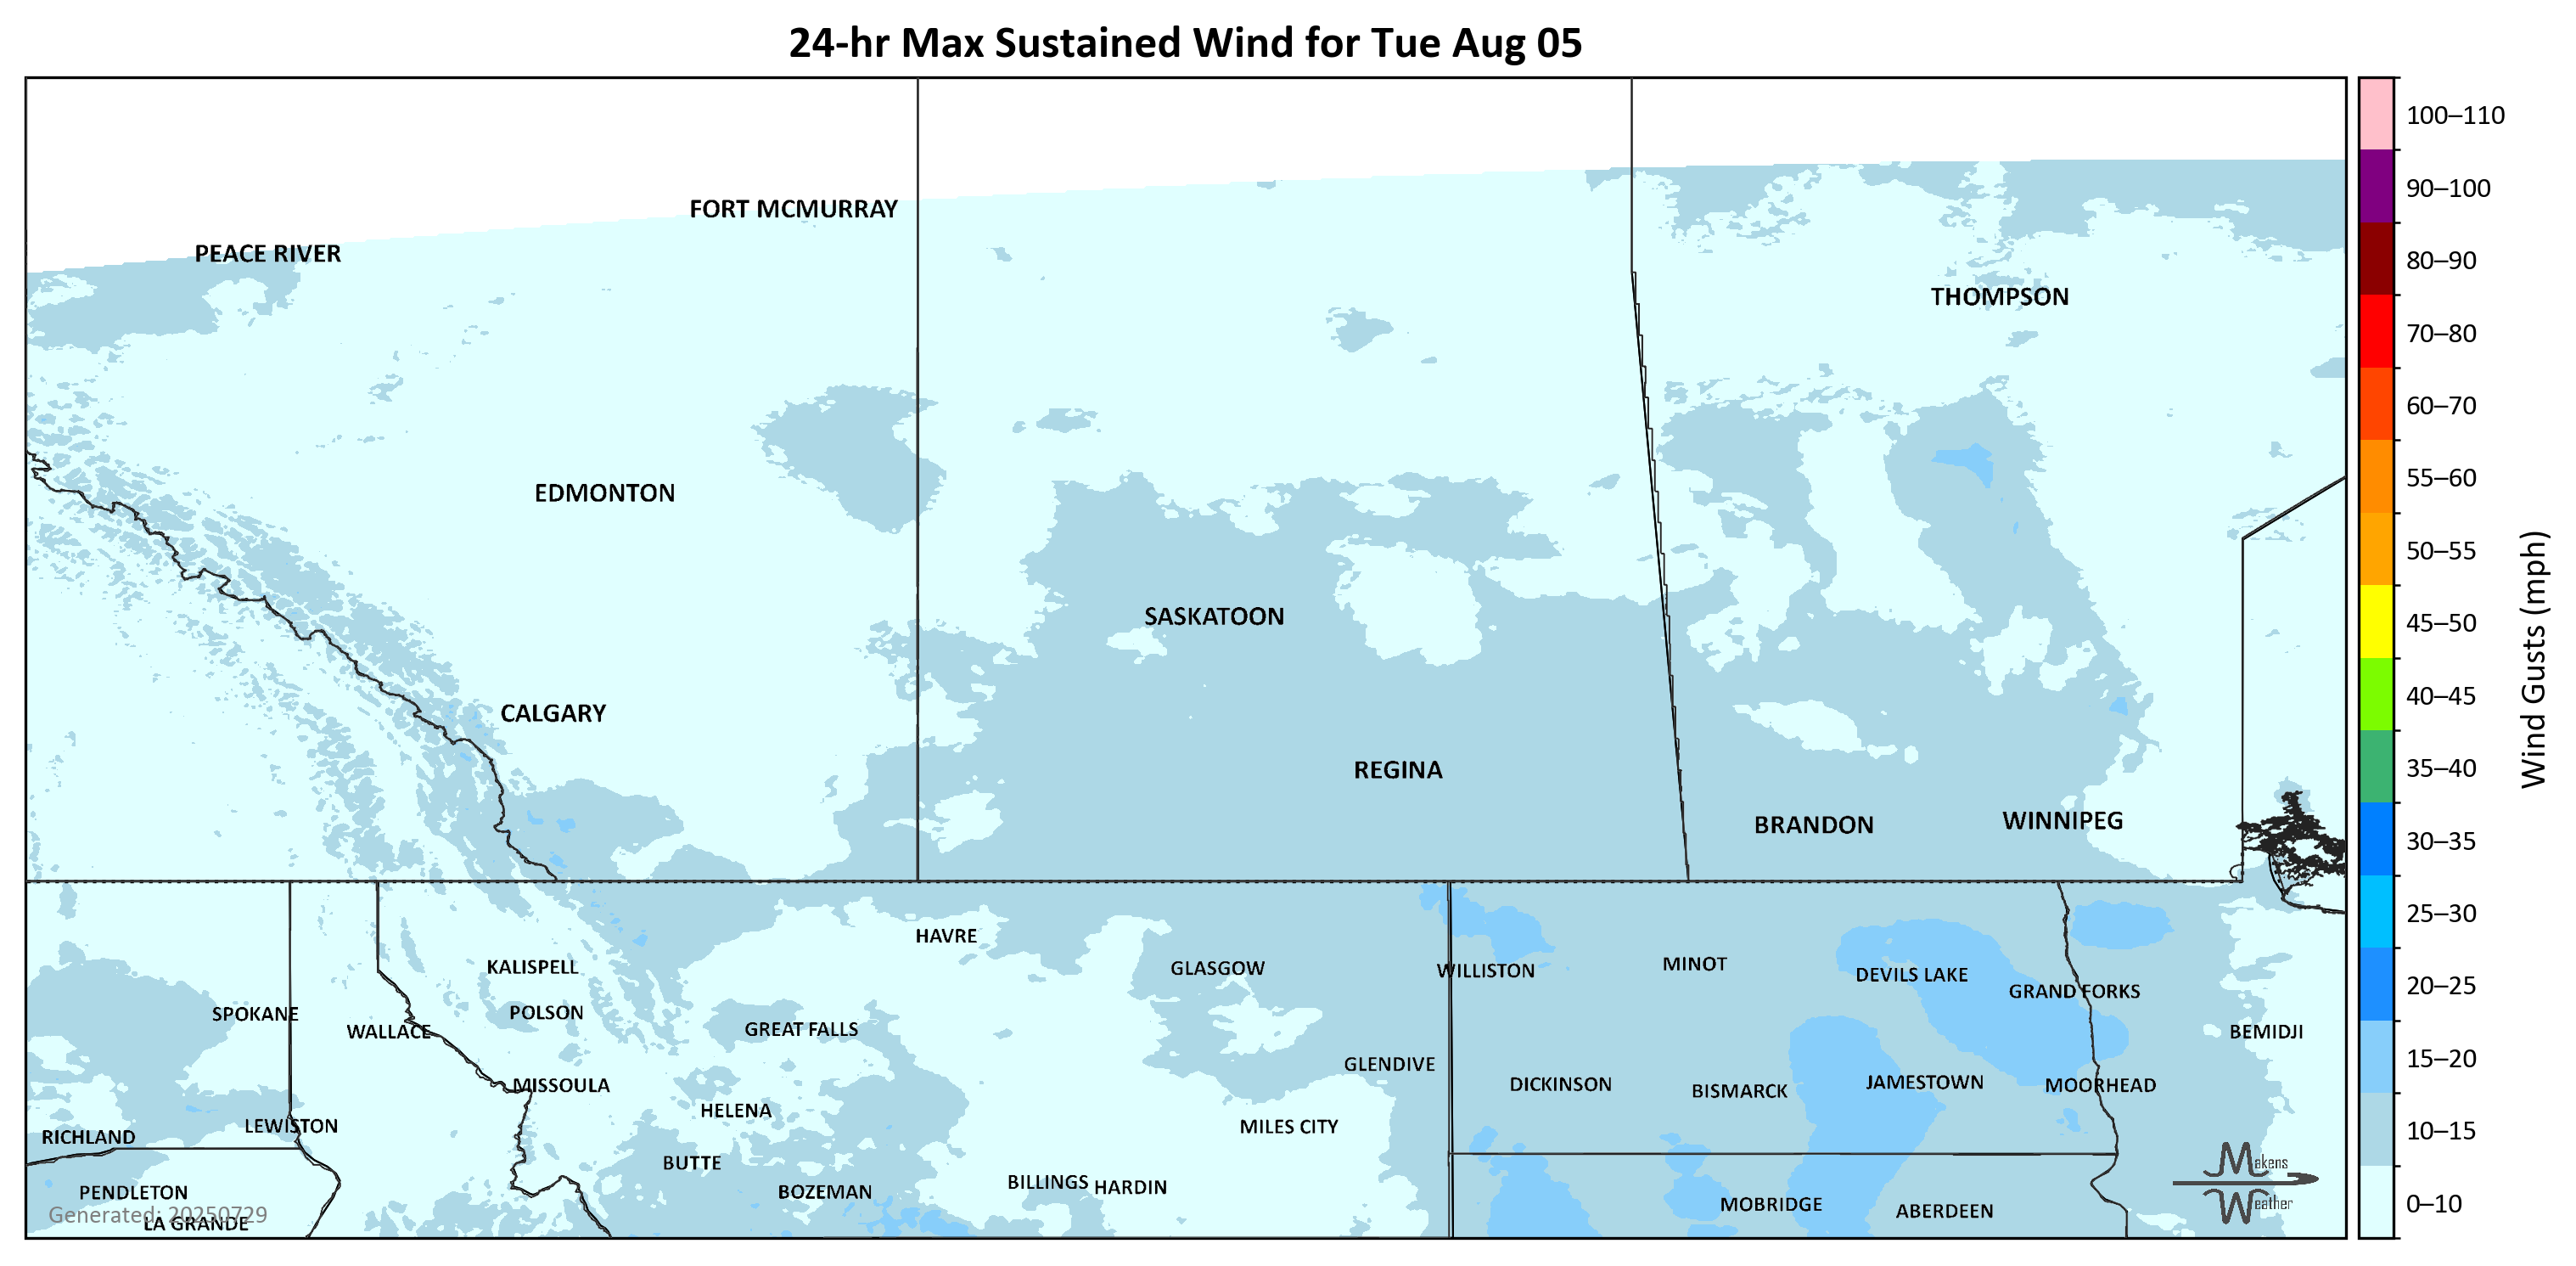 24-hr Max Sustained Wind for Tue Aug 05
100–110
90–100
80–90
70–80
60–70
55–60
50–55
45–50
40–45
35–40
30–35
25–30
20–25
15–20
10–15
0–10
Wind Gusts (mph)
FORT MCMURRAY
PEACE RIVER
THOMPSON
EDMONTON
SASKATOON
CALGARY
REGINA
BRANDON
WINNIPEG
HAVRE
KALISPELL
GLASGOW
WILLISTON
MINOT
DEVILS LAKE
GRAND FORKS
SPOKANE
POLSON
WALLACE
GREAT FALLS
BEMIDJI
GLENDIVE
MISSOULA
DICKINSON
BISMARCK
JAMESTOWN
MOORHEAD
HELENA
LEWISTON
MILES CITY
RICHLAND
BUTTE
BILLINGS
HARDIN
PENDLETON
BOZEMAN
MOBRIDGE
ABERDEEN
LA GRANDE
Generated: 20250729
Makens
Weather